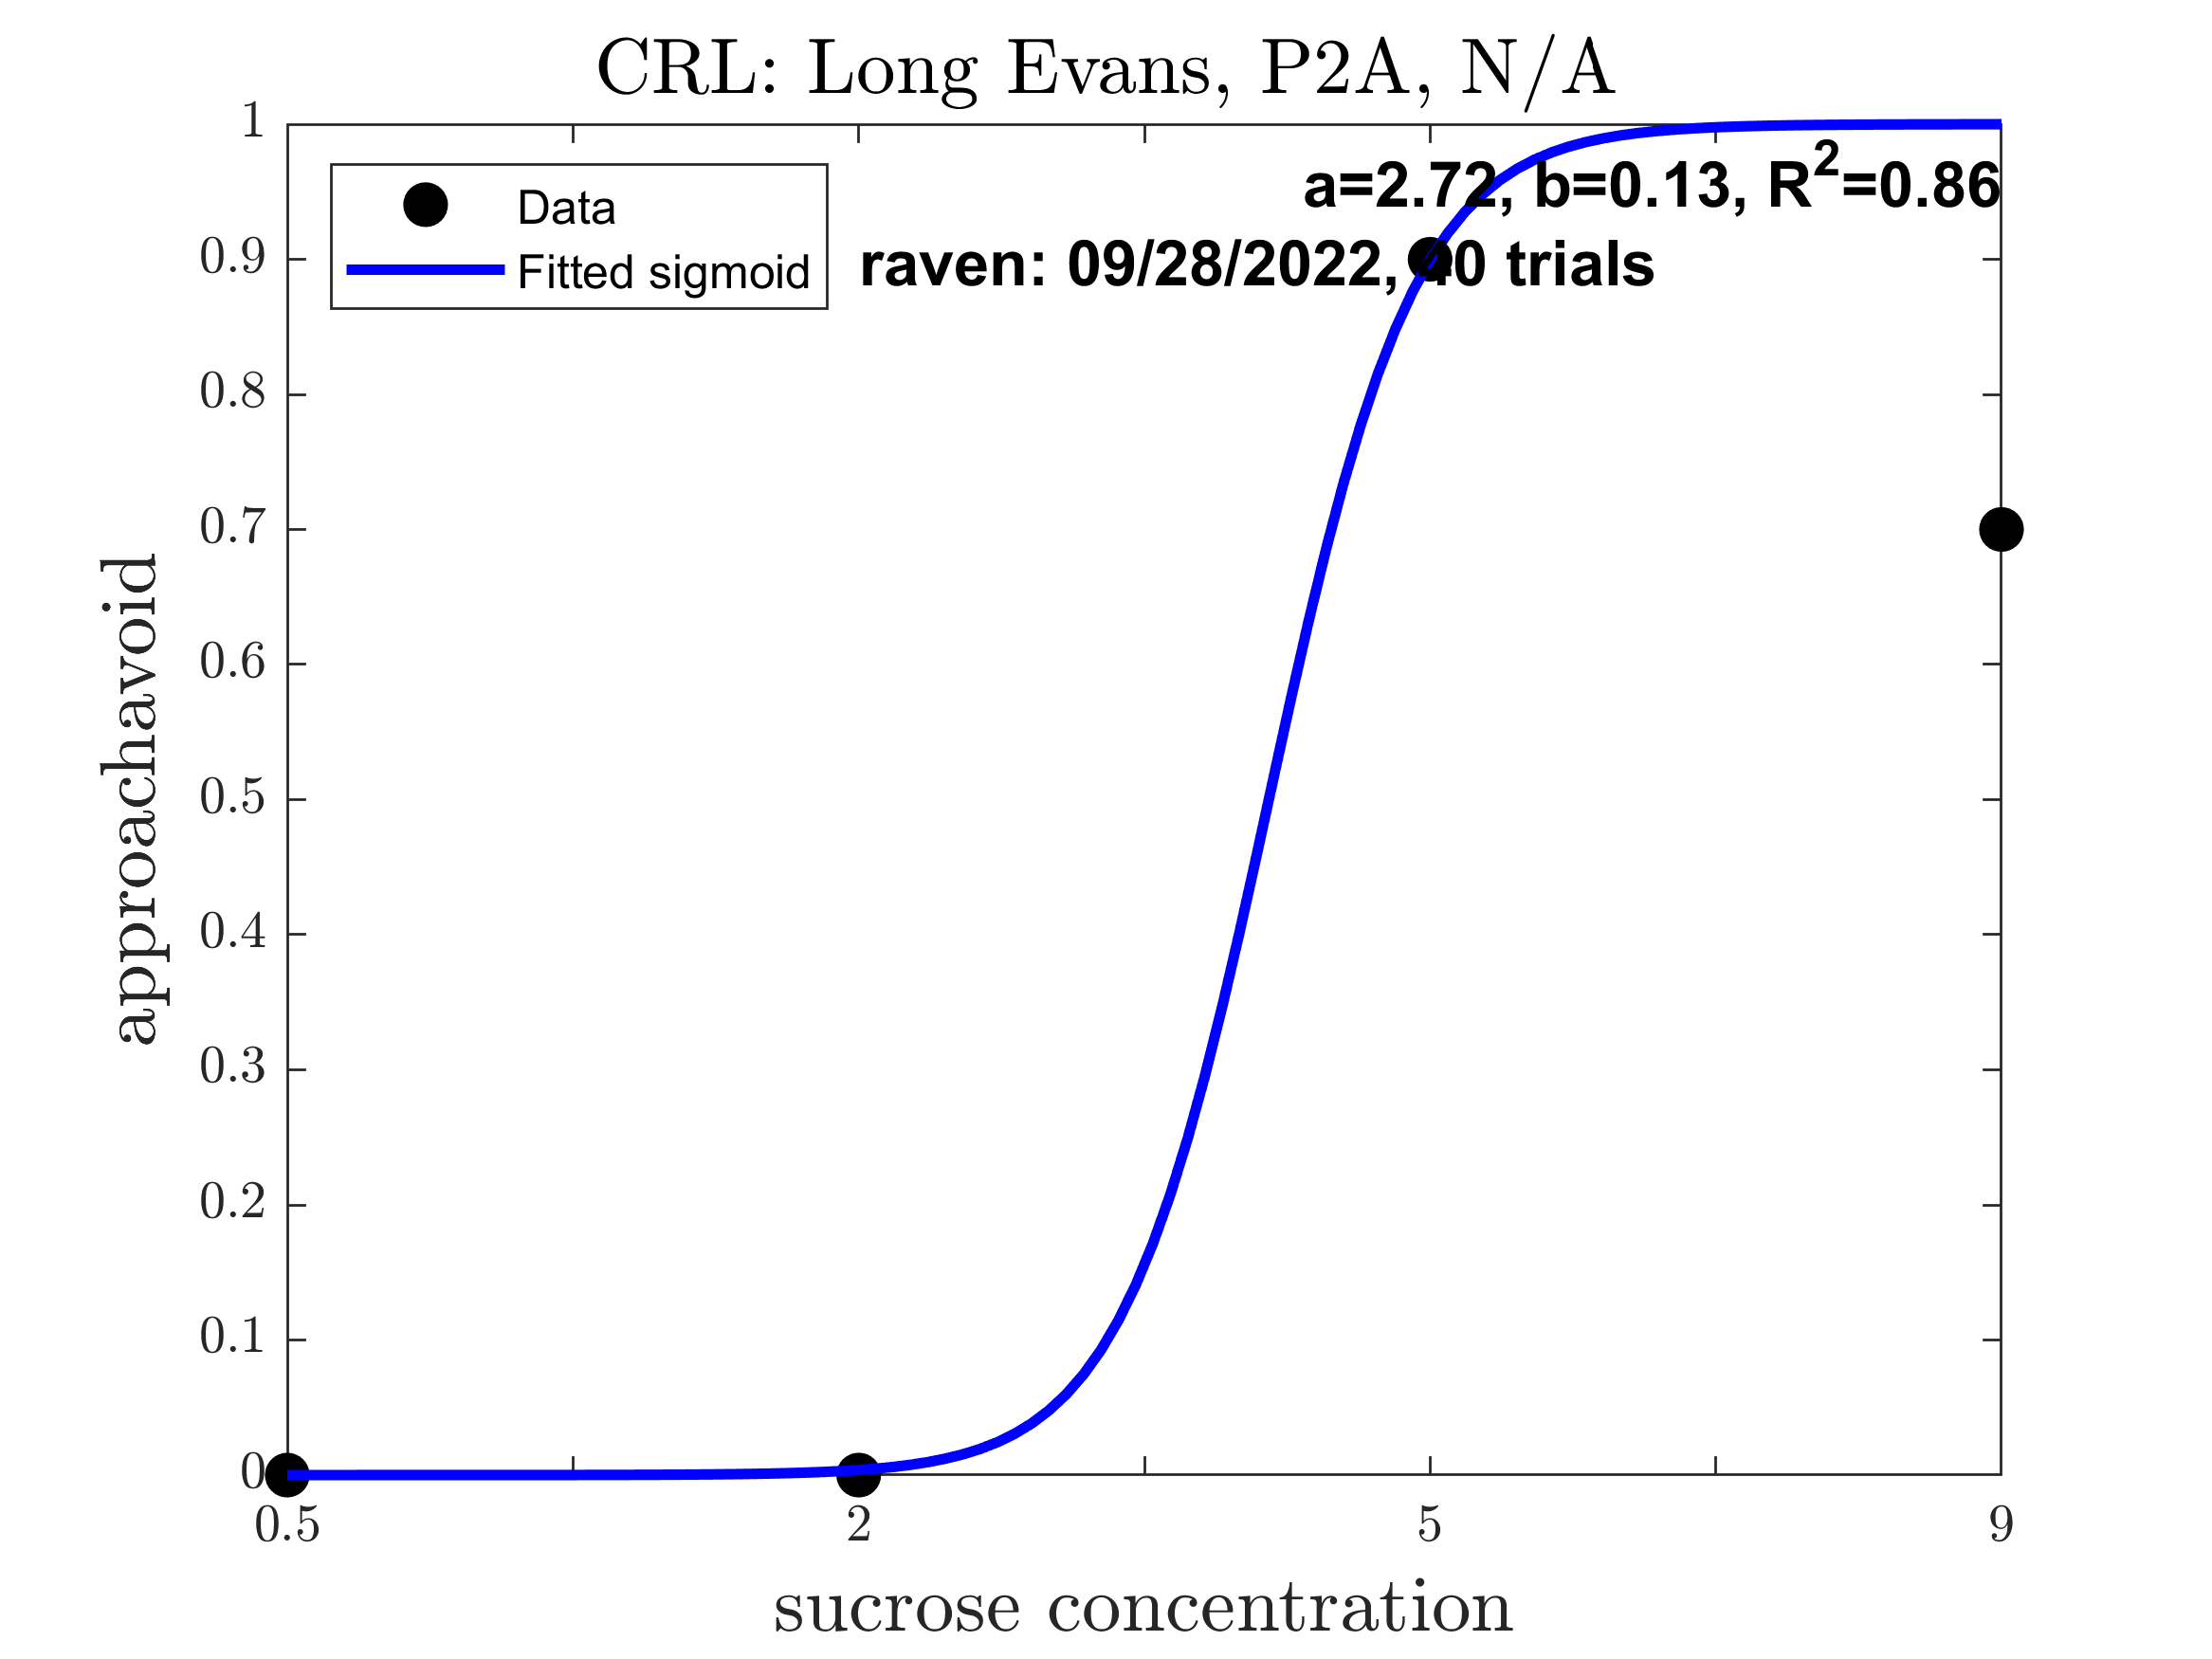 CRL: Long Evans, P2A, N/A
Data
Fitted sigmoid
a=2.72, b=0.13, R²=0.86
raven: 09/28/2022, 40 trials
approachavoid
1
0.9
0.8
0.7
0.6
0.5
0.4
0.3
0.2
0.1
0
0.5 2 5 9
sucrose concentration